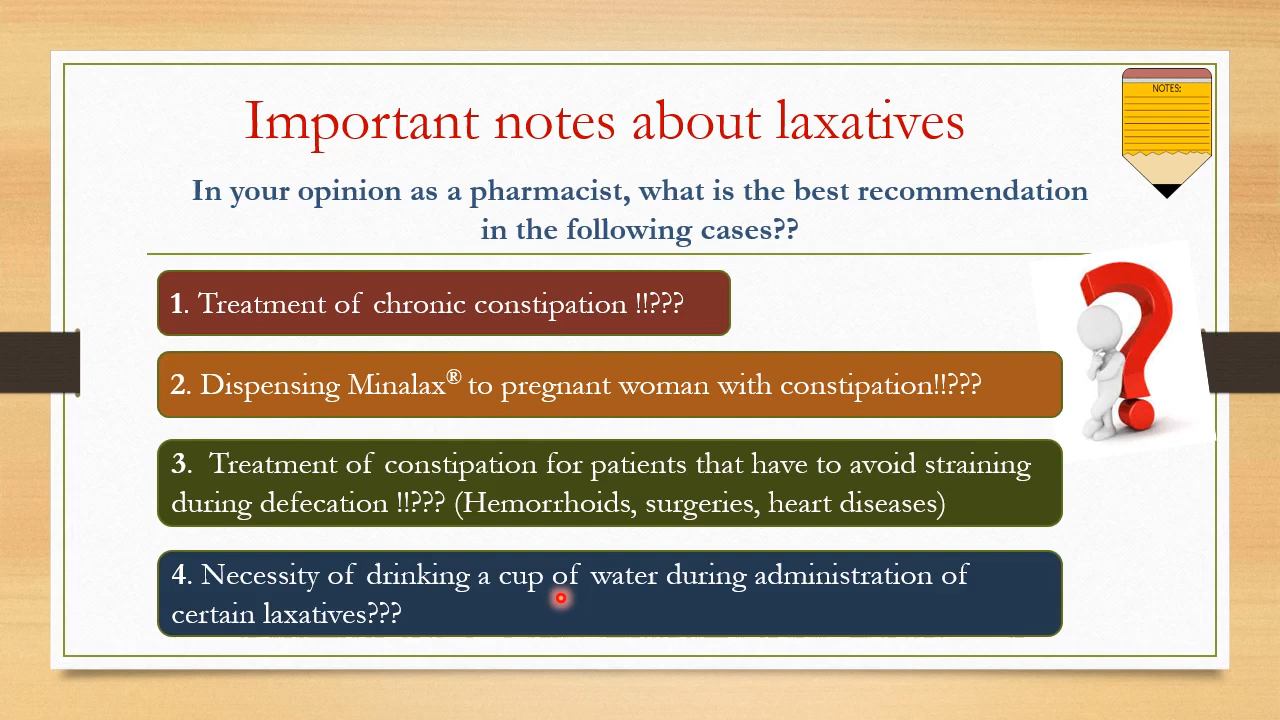 Important notes about laxatives
NOTES:
In your opinion as a pharmacist, what is the best recommendation
in the following cases??
1. Treatment of chronic constipation !!???
2. Dispensing Minalax® to pregnant woman with constipation!!???
3. Treatment of constipation for patients that have to avoid straining
during defecation !!??? (Hemorrhoids, surgeries, heart diseases)
4. Necessity of drinking a cup of water during administration of
certain laxatives???